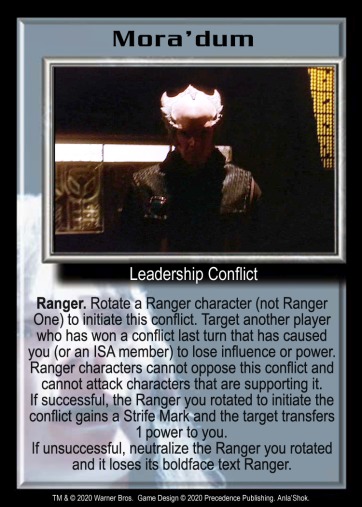 Mora'dum
Leadership Conflict
Ranger. Rotate a Ranger character (not Ranger
One) to initiate this conflict. Target another player
who has won a conflict last turn that has caused
you (or an ISA member) to lose influence or power.
Ranger characters cannot oppose this conflict and
cannot attack characters that are supporting it.
If successful, the Ranger you rotated to initiate the
conflict gains a Strife Mark and the target transfers
1 power to you.
If unsuccessful, neutralize the Ranger you rotated
and it loses its boldface text Ranger.
TM & © 2020 Warner Bros. Game Design © 2020 Precedence Publishing. Anla'Shok.